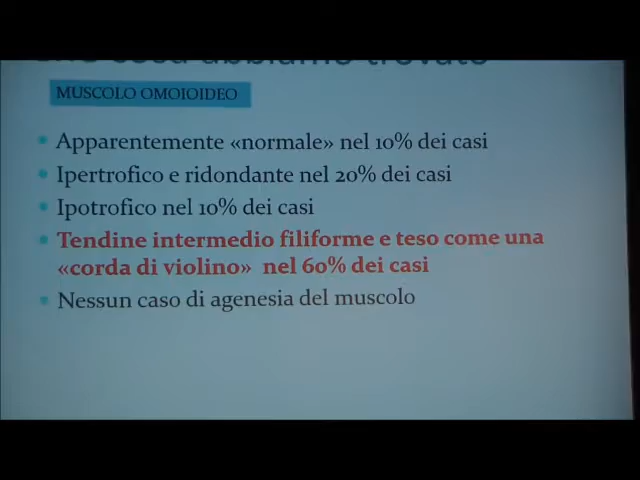 MUSCOLO OMOIOIDEO
Apparentemente «normale» nel 10% dei casi
Ipertrofico e ridondante nel 20% dei casi
Ipotrofico nel 10% dei casi
Tendine intermedio filiforme e teso come una
«corda di violino» nel 60% dei casi
Nessun caso di agenesia del muscolo